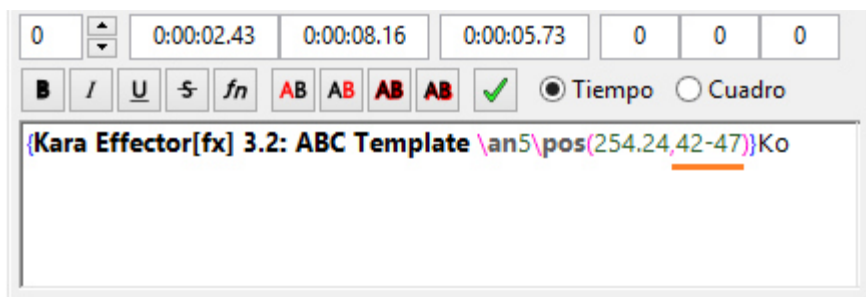 0 0:00:02.43 0:00:08.16 0:00:05.73 0 0 0
B I U S fn AB AB AB AB Tiempo Cuadro
{Kara Effector[fx] 3.2: ABC Template \an5\pos(254.24,42-47)}Ko